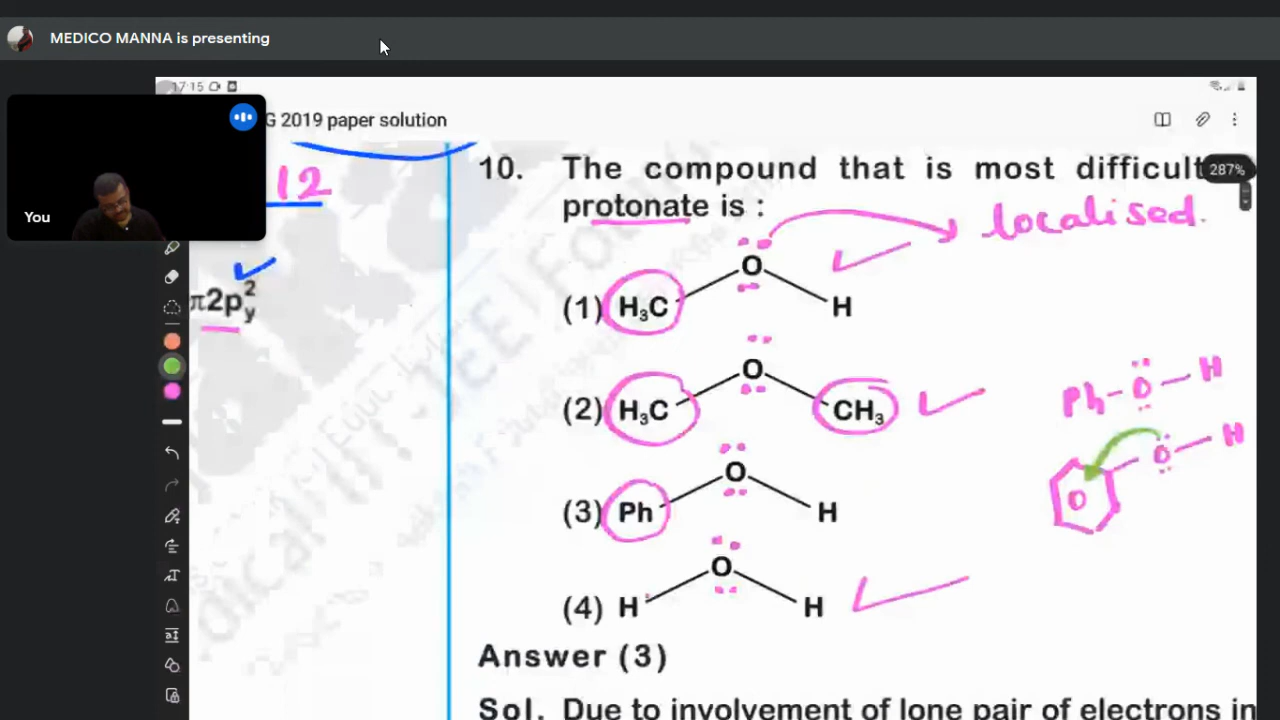 MEDICO MANNA is presenting
17:15
G 2019 paper solution
You
12
π2p²y
287%
10. The compound that is most difficult
protonate is :
localised.
(1) H₃C O H
(2) H₃C O CH₃
Ph - O - H
O - H
(3) Ph O H
(4) H O H
Answer (3)
Sol. Due to involvement of lone pair of electrons in